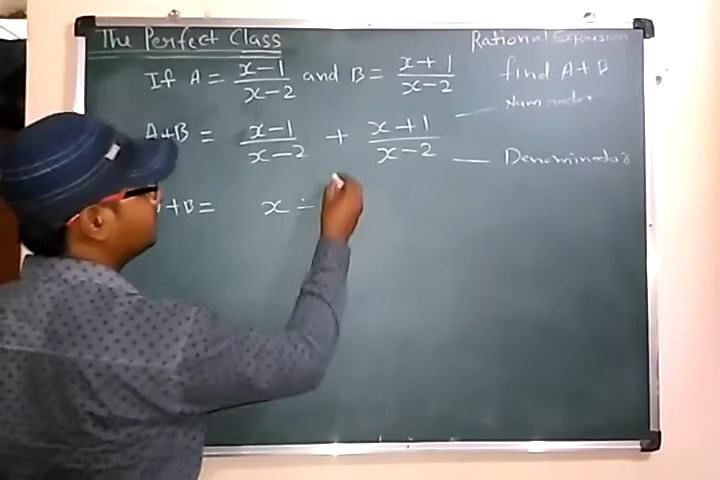 The Perfect Class
Rational Expression
If A = x-1/x-2 and B = x+1/x-2 find A+B
A+B = x-1/x-2 + x+1/x-2
Numerator
Denominator
+B = x -